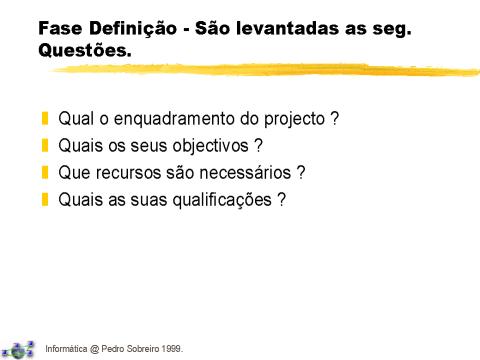 Fase Definição - São levantadas as seg.
Questões.
Qual o enquadramento do projecto ?
Quais os seus objectivos ?
Que recursos são necessários ?
Quais as suas qualificações ?
Informática @ Pedro Sobreiro 1999.